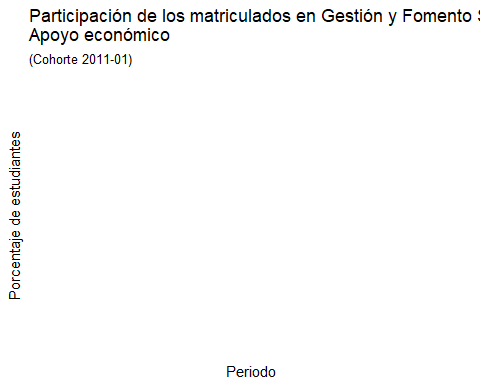 Participación de los matriculados en Gestión y Fomento S
Apoyo económico
(Cohorte 2011-01)
Porcentaje de estudiantes
Periodo